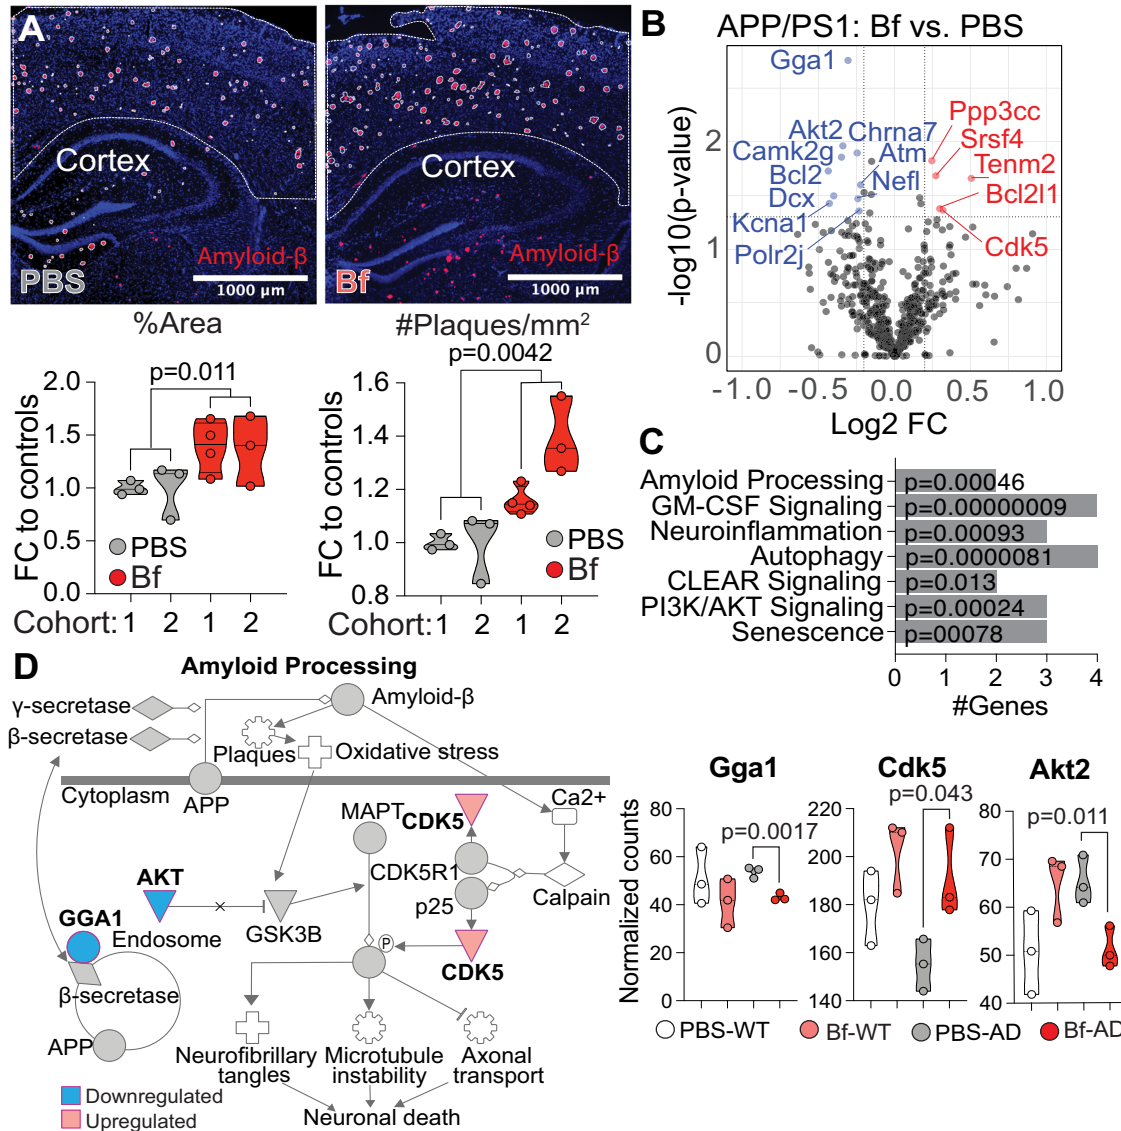 A
Cortex
Amyloid-β
PBS
1000 µm
Cortex
Amyloid-β
Bf
1000 µm
%Area
p=0.011
FC to controls
2.0
1.5
1.0
0.5
0.0
PBS
Bf
Cohort: 1 2 1 2
#Plaques/mm²
p=0.0042
FC to controls
1.6
1.4
1.2
1.0
0.8
PBS
Bf
Cohort: 1 2 1 2
B
APP/PS1: Bf vs. PBS
-log10(p-value)
2
1
0
Gga1
Akt2
Chrna7
Camk2g
Atm
Bcl2
Nefl
Dcx
Kcna1
Polr2j
Ppp3cc
Srsf4
Tenm2
Bcl2l1
Cdk5
-1.0 -0.5 0.0 0.5 1.0
Log2 FC
C
Amyloid Processing p=0.00046
GM-CSF Signaling p=0.00000009
Neuroinflammation p=0.00093
Autophagy p=0.0000081
CLEAR Signaling p=0.013
PI3K/AKT Signaling p=0.00024
Senescence p=00078
0 1 2 3 4
#Genes
D
Amyloid Processing
γ-secretase
β-secretase
Amyloid-β
Plaques
Oxidative stress
Cytoplasm
APP
Ca2+
MAPT
CDK5
CDK5R1
Calpain
p25
AKT
GGA1
Endosome
GSK3B
P
CDK5
β-secretase
APP
Neurofibrillary
tangles
Microtubule
instability
Axonal
transport
Neuronal death
Downregulated
Upregulated
Gga1
Normalized counts
80
60
40
20
0
p=0.0017
Cdk5
220
200
180
160
140
p=0.043
Akt2
80
70
60
50
40
p=0.011
PBS-WT
Bf-WT
PBS-AD
Bf-AD